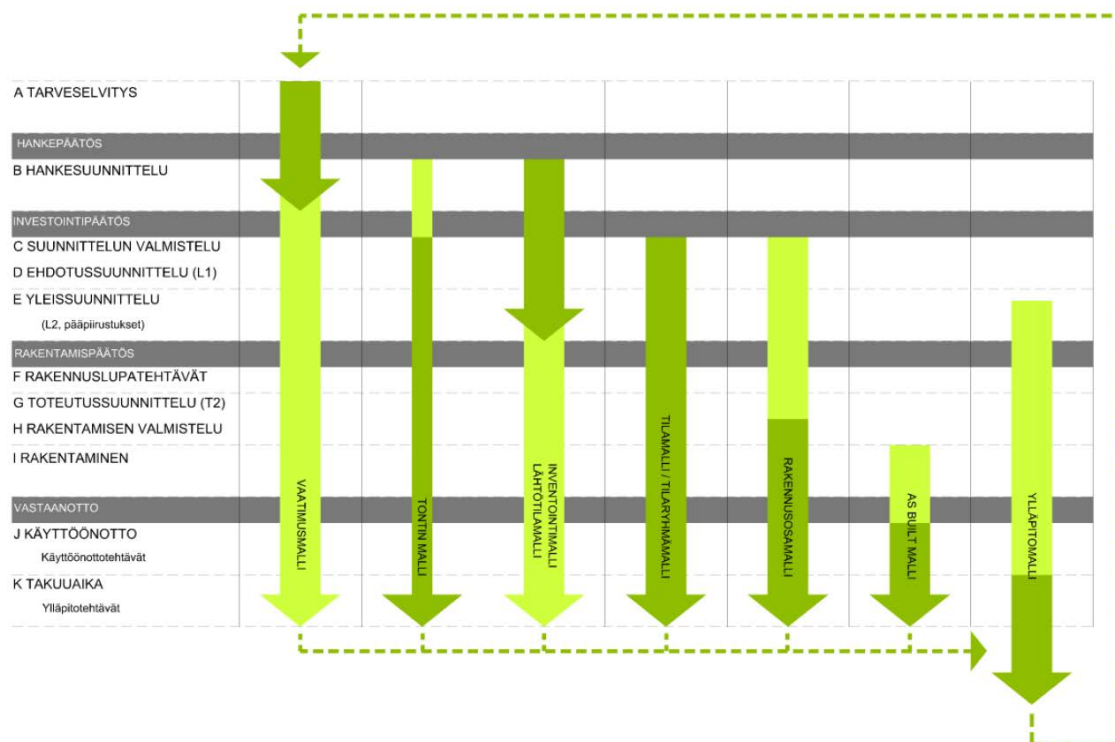 A TARVESELVITYS
HANKEPÄÄTÖS
B HANKESUUNNITTELU
INVESTOINTIPÄÄTÖS
C SUUNNITTELUN VALMISTELU
D EHDOTUSSUUNNITTELU (L1)
E YLEISSUUNNITTELU
(L2, pääpiirustukset)
RAKENTAMISPÄÄTÖS
F RAKENNUSLUPATEHTÄVÄT
G TOTEUTUSSUUNNITTELU (T2)
H RAKENTAMISEN VALMISTELU
I RAKENTAMINEN
VASTAANOTTO
J KÄYTTÖÖNOTTO
Käyttöönottotehtävät
K TAKUUAIKA
Ylläpitotehtävät
VAATIMUSMALLI
TONTIN MALLI
INVENTOINTIMALLI
LÄHTÖTILAMALLI
TILAMALLI / TILARYHMÄMALLI
RAKENNUSOSAMALLI
AS BUILT MALLI
YLLÄPITOMALLI